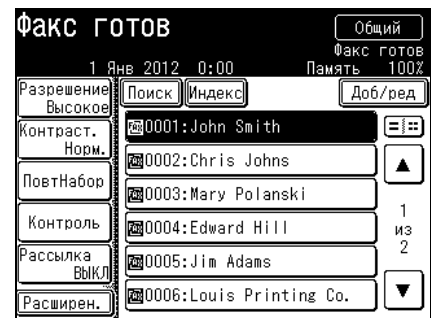 Факс готов
Общий
Факс готов
1 Янв 2012 0:00
Память 100%
Разрешение
Высокое
Контраст.
Норм.
ПовтНабор
Контроль
Рассылка
ВЫКЛ
Расширен.
Поиск
Индекс
Доб/ред
0001:John Smith
0002:Chris Johns
0003:Mary Polanski
0004:Edward Hill
0005:Jim Adams
0006:Louis Printing Co.
1
из
2